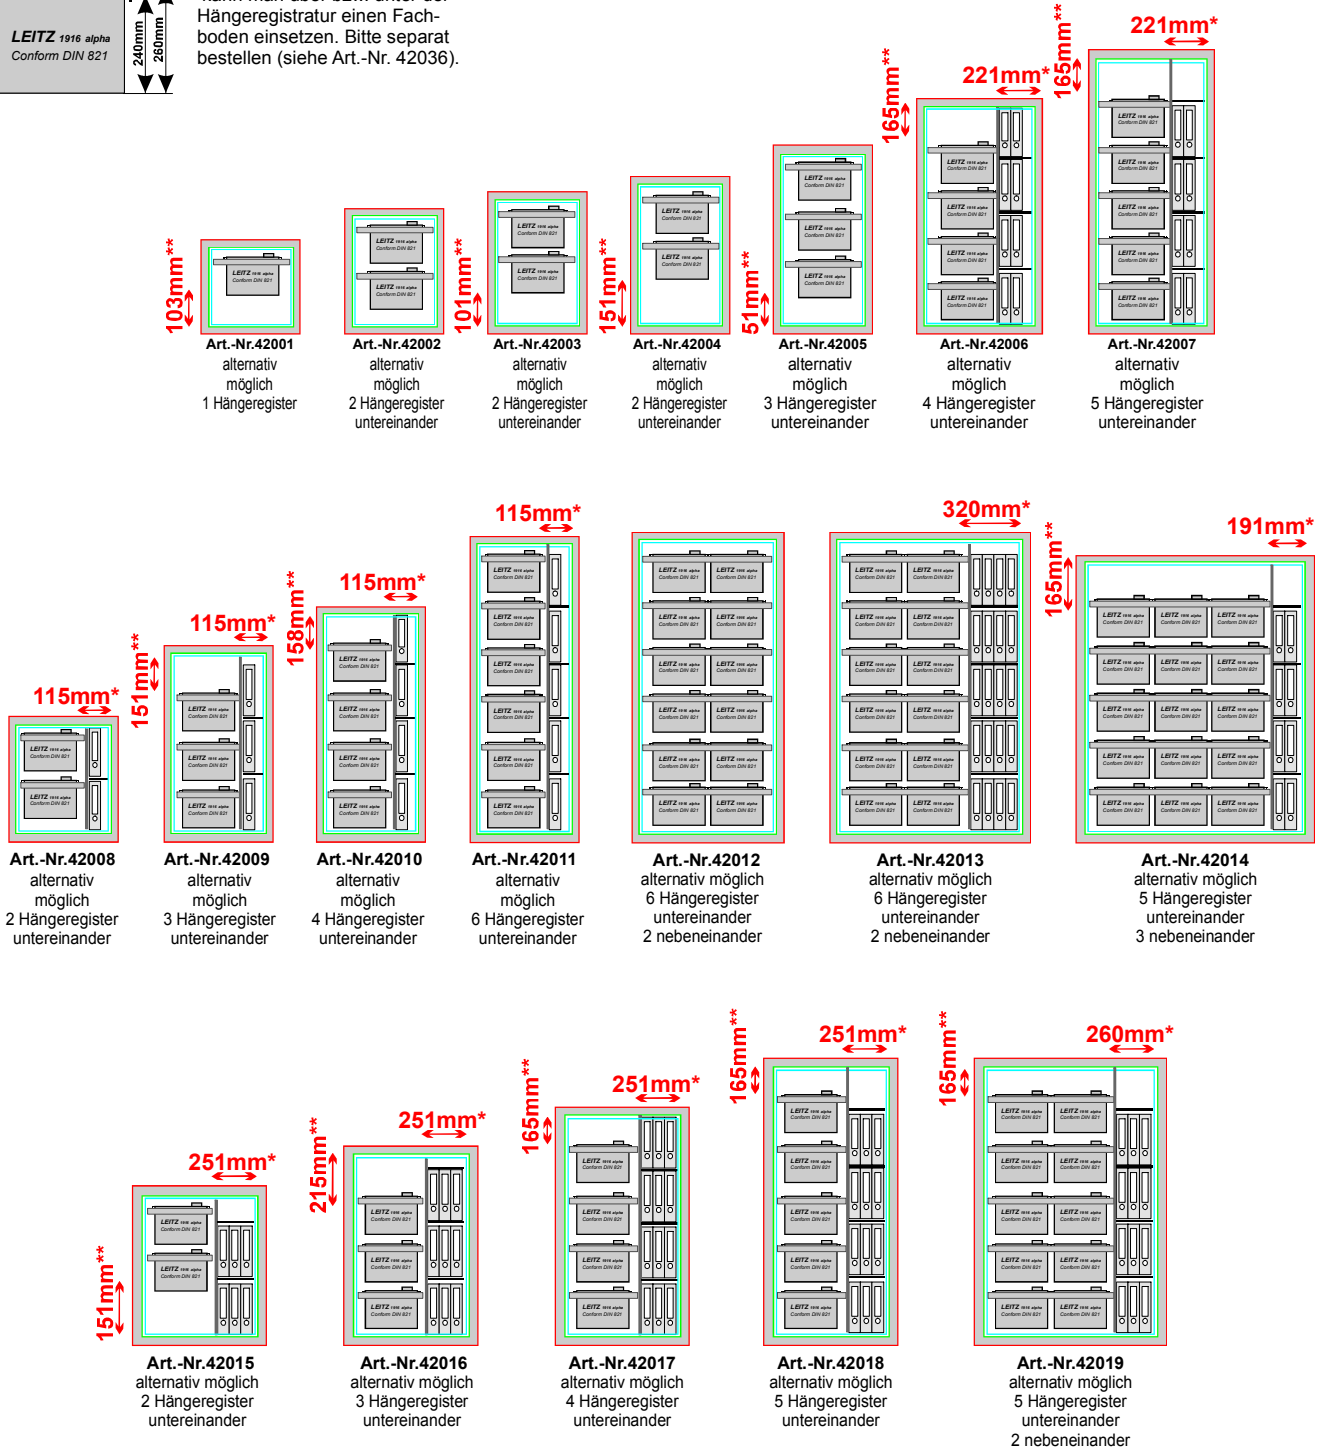 kann man über bzw. unter der
Hängeregistratur einen Fach-
boden einsetzen. Bitte separat
bestellen (siehe Art.-Nr. 42036).
LEITZ 1916 alpha
Conform DIN 821
240mm
260mm
103mm**
101mm**
151mm**
51mm**
165mm**
221mm*
165mm**
221mm*
Art.-Nr.42001
alternativ
möglich
1 Hängeregister
Art.-Nr.42002
alternativ
möglich
2 Hängeregister
untereinander
Art.-Nr.42003
alternativ
möglich
2 Hängeregister
untereinander
Art.-Nr.42004
alternativ
möglich
2 Hängeregister
untereinander
Art.-Nr.42005
alternativ
möglich
3 Hängeregister
untereinander
Art.-Nr.42006
alternativ
möglich
4 Hängeregister
untereinander
Art.-Nr.42007
alternativ
möglich
5 Hängeregister
untereinander
115mm*
151mm**
115mm*
158mm**
115mm*
115mm*
320mm*
165mm**
191mm*
Art.-Nr.42008
alternativ
möglich
2 Hängeregister
untereinander
Art.-Nr.42009
alternativ
möglich
3 Hängeregister
untereinander
Art.-Nr.42010
alternativ
möglich
4 Hängeregister
untereinander
Art.-Nr.42011
alternativ
möglich
6 Hängeregister
untereinander
Art.-Nr.42012
alternativ möglich
6 Hängeregister
untereinander
2 nebeneinander
Art.-Nr.42013
alternativ möglich
6 Hängeregister
untereinander
2 nebeneinander
Art.-Nr.42014
alternativ möglich
5 Hängeregister
untereinander
3 nebeneinander
151mm**
251mm*
215mm**
251mm*
165mm**
251mm*
165mm**
251mm*
165mm**
260mm*
Art.-Nr.42015
alternativ möglich
2 Hängeregister
untereinander
Art.-Nr.42016
alternativ möglich
3 Hängeregister
untereinander
Art.-Nr.42017
alternativ möglich
4 Hängeregister
untereinander
Art.-Nr.42018
alternativ möglich
5 Hängeregister
untereinander
Art.-Nr.42019
alternativ möglich
5 Hängeregister
untereinander
2 nebeneinander